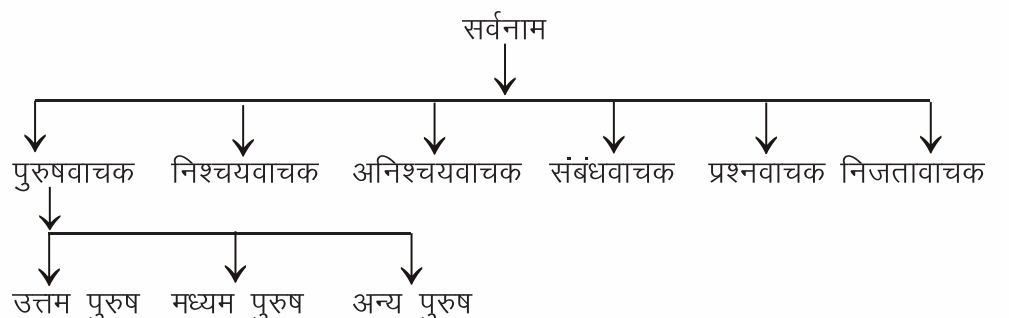 सर्वनाम
पुरुषवाचक निश्चयवाचक अनिश्चयवाचक संबंधवाचक प्रश्नवाचक निजतावाचक
उत्तम पुरुष मध्यम पुरुष अन्य पुरुष